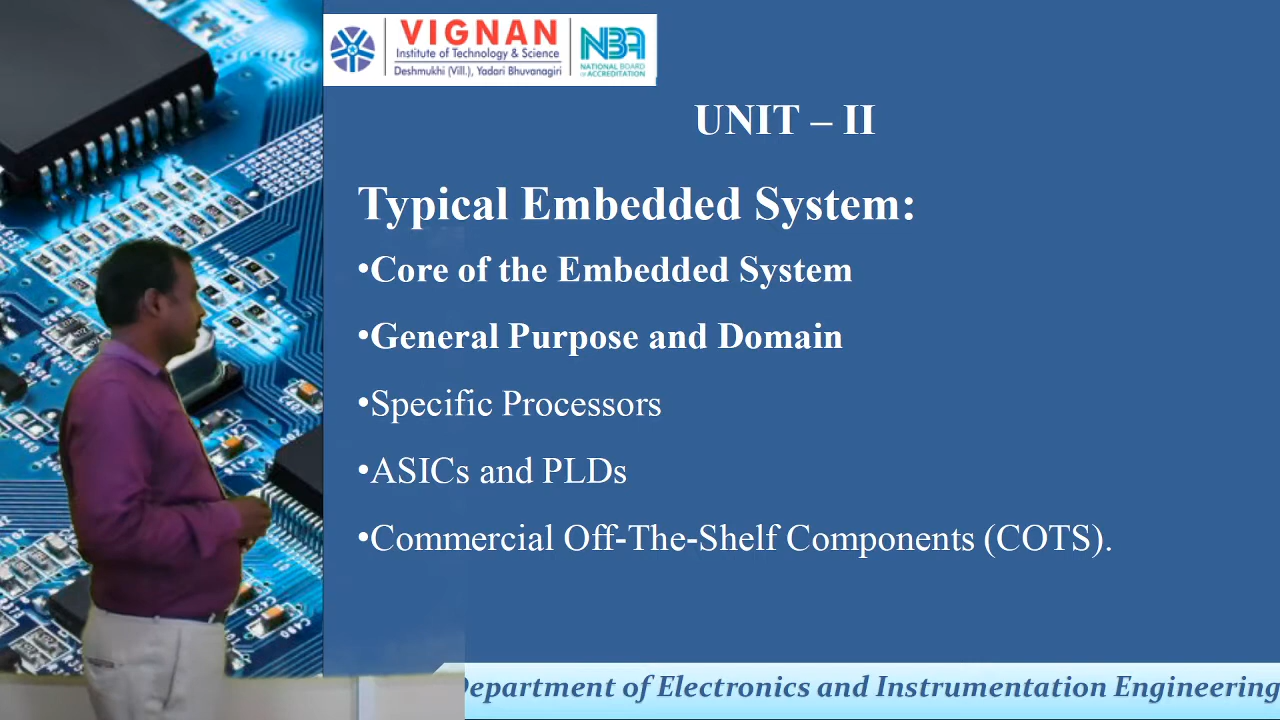 VIGNAN
Institute of Technology & Science
Deshmukhi (Vill.), Yadari Bhuvanagiri
NBA
NATIONAL BOARD
of ACCREDITATION
UNIT – II
Typical Embedded System:
•Core of the Embedded System
•General Purpose and Domain
•Specific Processors
•ASICs and PLDs
•Commercial Off-The-Shelf Components (COTS).
Department of Electronics and Instrumentation Engineering